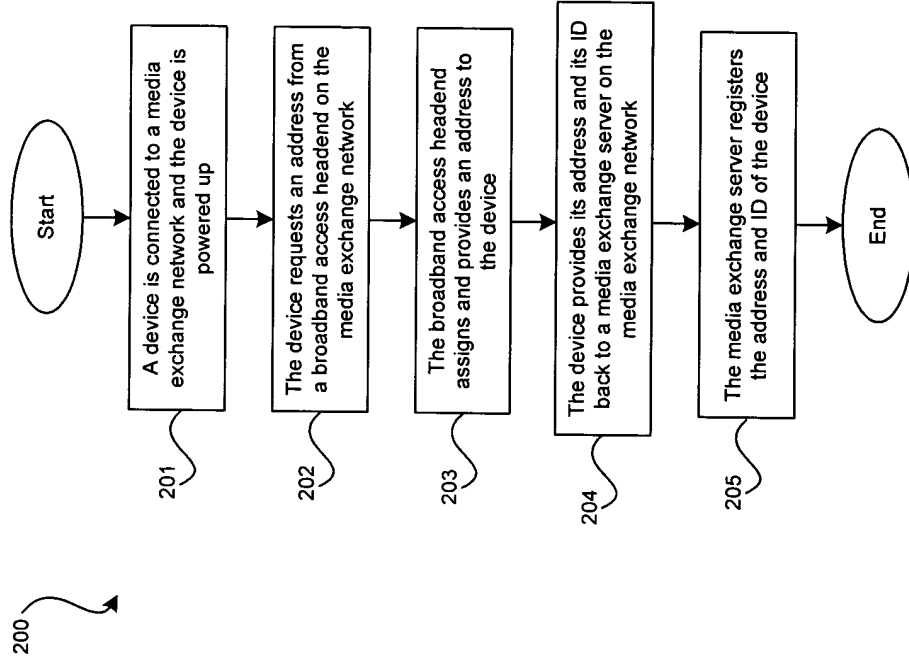 200
Start
201
A device is connected to a media
exchange network and the device is
powered up
202
The device requests an address from
a broadband access headend on the
media exchange network
203
The broadband access headend
assigns and provides an address to
the device
204
The device provides its address and its ID
back to a media exchange server on the
media exchange network
205
The media exchange server registers
the address and ID of the device
End